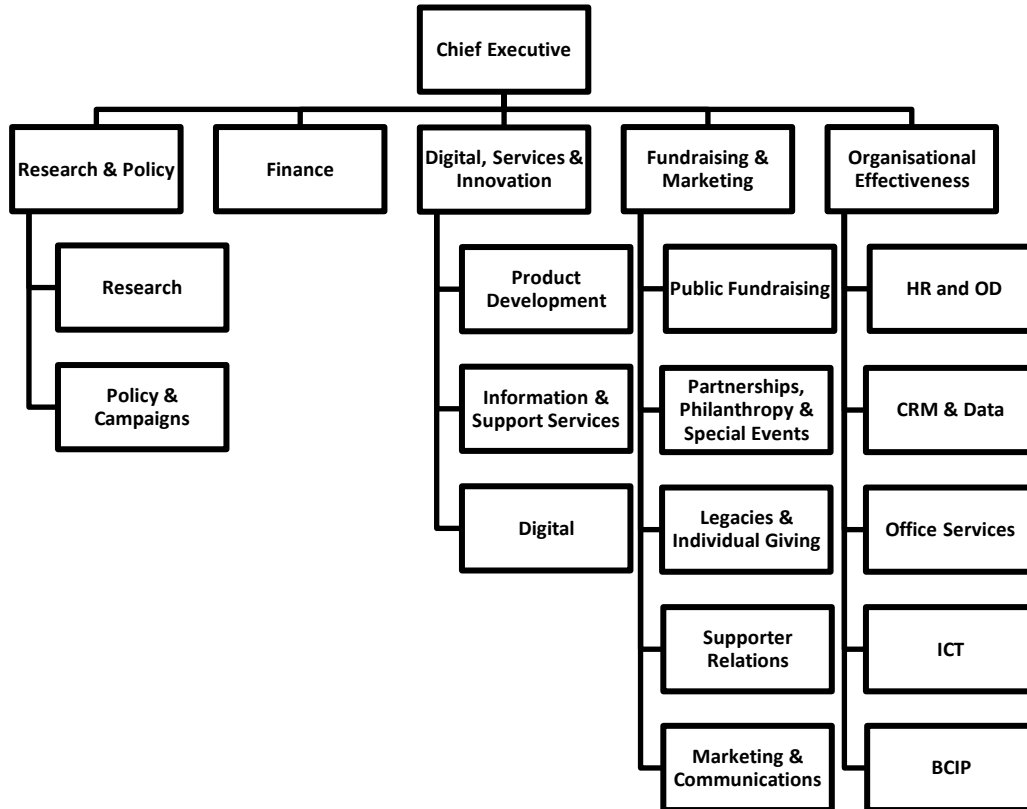 Chief Executive
Research & Policy
Finance
Digital, Services &
Innovation
Fundraising &
Marketing
Organisational
Effectiveness
Research
Policy &
Campaigns
Product
Development
Information &
Support Services
Digital
Public Fundraising
Partnerships,
Philanthropy &
Special Events
Legacies &
Individual Giving
Supporter
Relations
Marketing &
Communications
HR and OD
CRM & Data
Office Services
ICT
BCIP